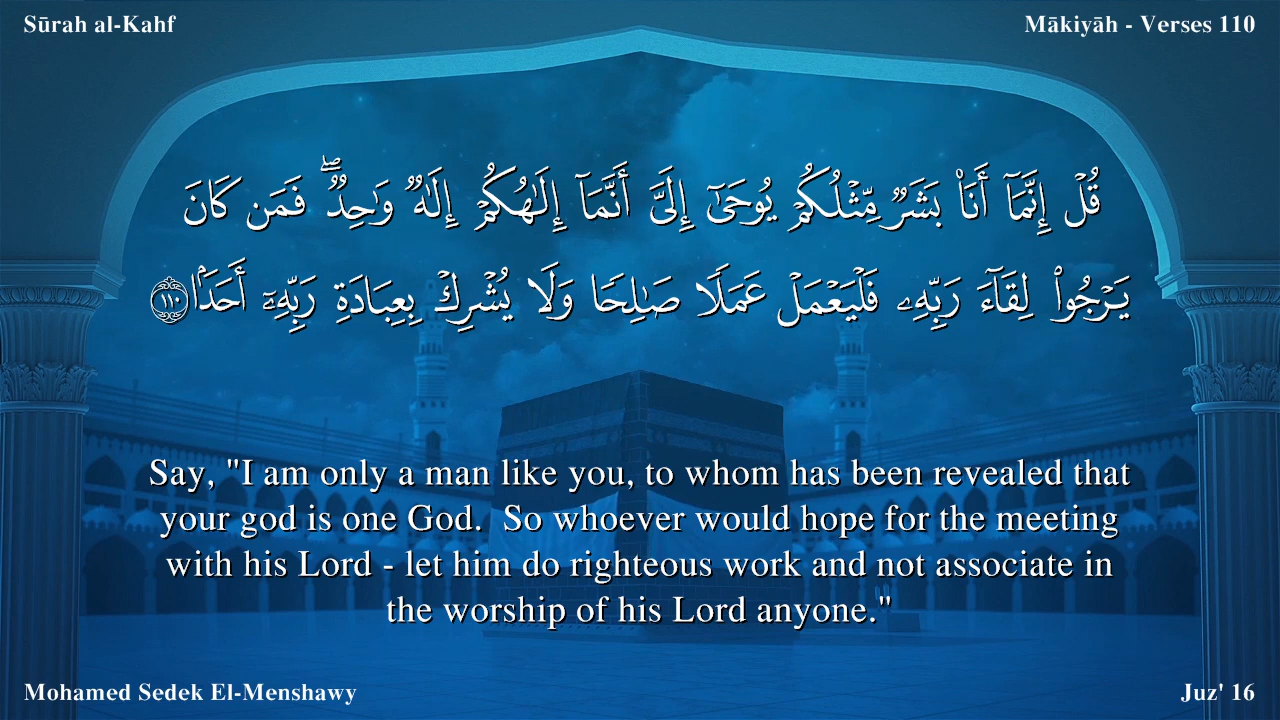 Sūrah al-Kahf
Mākiyāh - Verses 110
قُلْ إِنَّمَآ أَنَا۠ بَشَرٌ مِّثْلُكُمْ يُوحَىٰٓ إِلَىَّ أَنَّمَآ إِلَـٰهُكُمْ إِلَـٰهٌ وَٰحِدٌ ۖ فَمَن كَانَ
يَرْجُوا۟ لِقَآءَ رَبِّهِۦ فَلْيَعْمَلْ عَمَلًا صَـٰلِحًا وَلَا يُشْرِكْ بِعِبَادَةِ رَبِّهِۦٓ أَحَدًۢا ١١٠
Say, "I am only a man like you, to whom has been revealed that
your god is one God.  So whoever would hope for the meeting
with his Lord - let him do righteous work and not associate in
the worship of his Lord anyone."
Mohamed Sedek El-Menshawy
Juz' 16